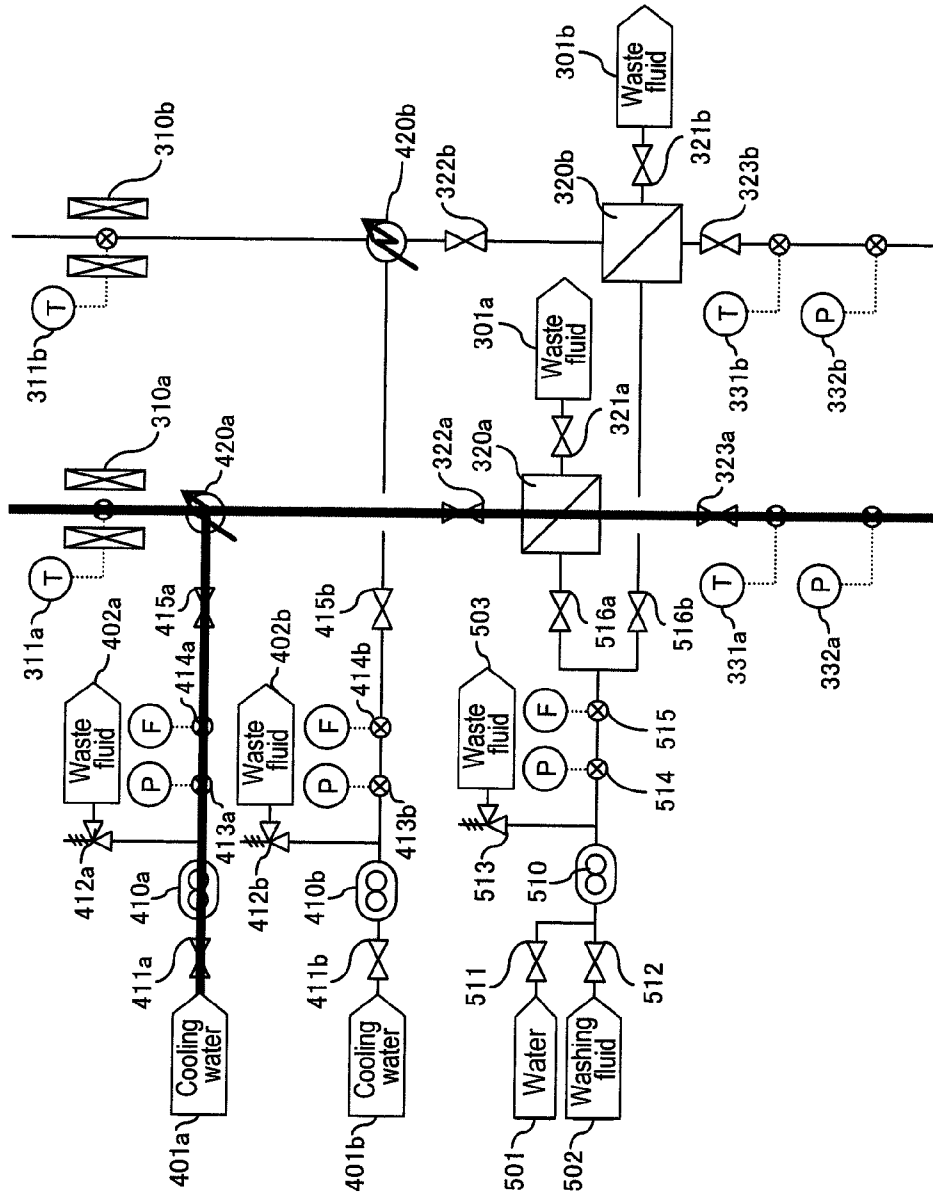 310b
310a
311b
T
311a
T
420b
420a
322b
322a
301b
Waste
fluid
321b
320b
323b
301a
Waste
fluid
321a
320a
323a
331b
T
332b
P
331a
T
332a
P
402a
Waste
fluid
412a
414a
415a
F
P
413a
410a
411a
Cooling
water
401a
402b
Waste
fluid
412b
414b
415b
F
P
413b
410b
411b
Cooling
water
401b
503
Waste
fluid
513
516a
516b
F
P
515
514
510
511
512
Water
501
Washing
fluid
502
N